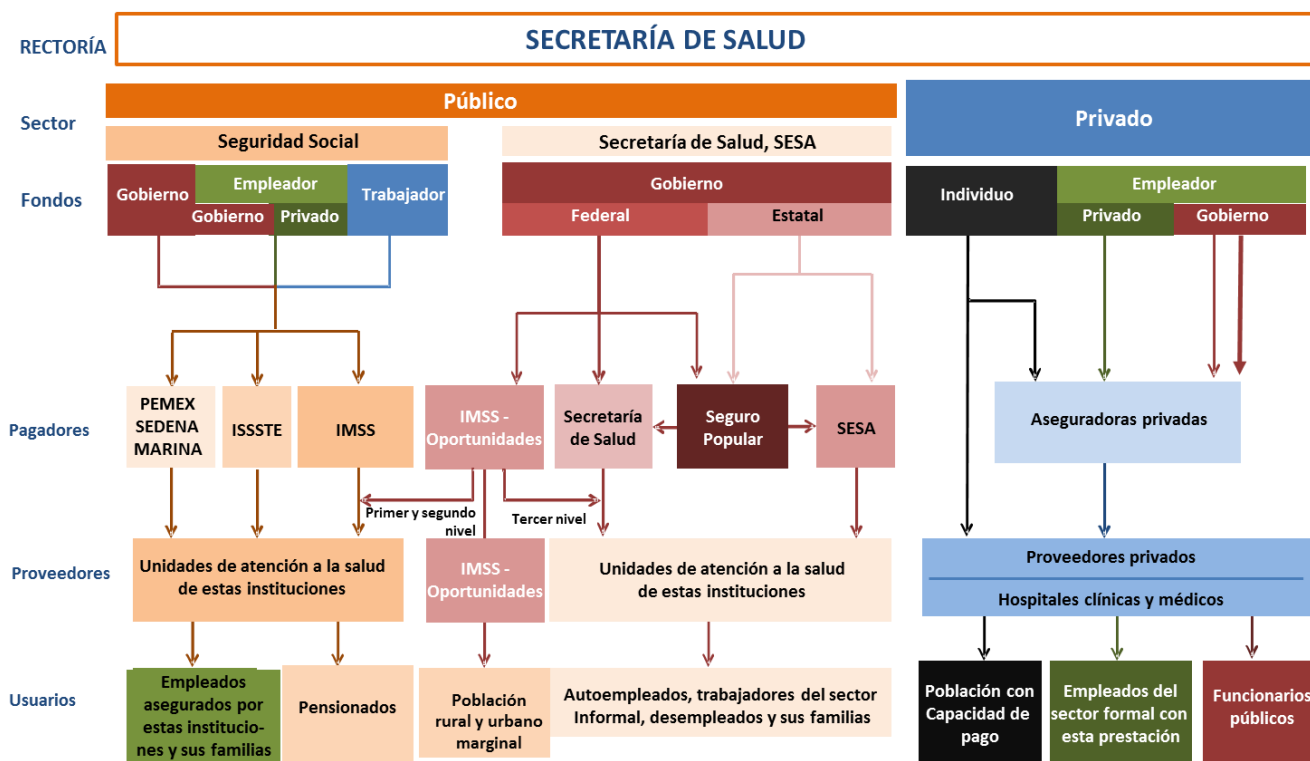 RECTORÍA
SECRETARÍA DE SALUD
Sector
Público
Privado
Seguridad Social
Secretaría de Salud, SESA
Fondos
Gobierno
Empleador
Gobierno
Privado
Trabajador
Gobierno
Federal
Estatal
Individuo
Empleador
Privado
Gobierno
Pagadores
PEMEX
SEDENA
MARINA
ISSSTE
IMSS
IMSS -
Oportunidades
Secretaría
de Salud
Seguro
Popular
SESA
Aseguradoras privadas
Primer y segundo
nivel
Tercer nivel
Proveedores
Unidades de atención a la salud
de estas instituciones
IMSS -
Oportunidades
Unidades de atención a la salud
de estas instituciones
Proveedores privados
Hospitales clínicas y médicos
Usuarios
Empleados
asegurados por
estas institucio-
nes y sus familias
Pensionados
Población
rural y urbano
marginal
Autoempleados, trabajadores del sector
Informal, desempleados y sus familias
Población con
Capacidad de
pago
Empleados del
sector formal con
esta prestación
Funcionarios
públicos